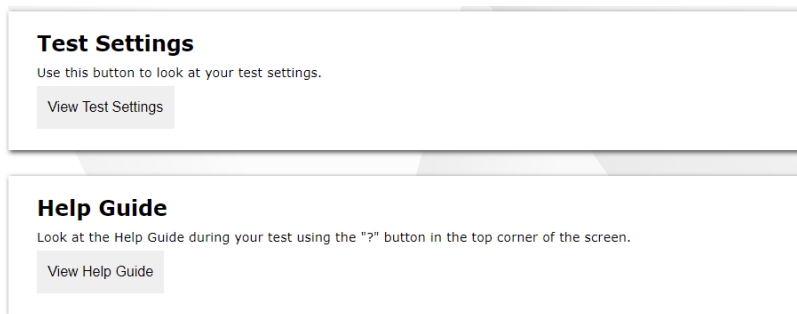 Test Settings
Use this button to look at your test settings.
View Test Settings
Help Guide
Look at the Help Guide during your test using the "?" button in the top corner of the screen.
View Help Guide